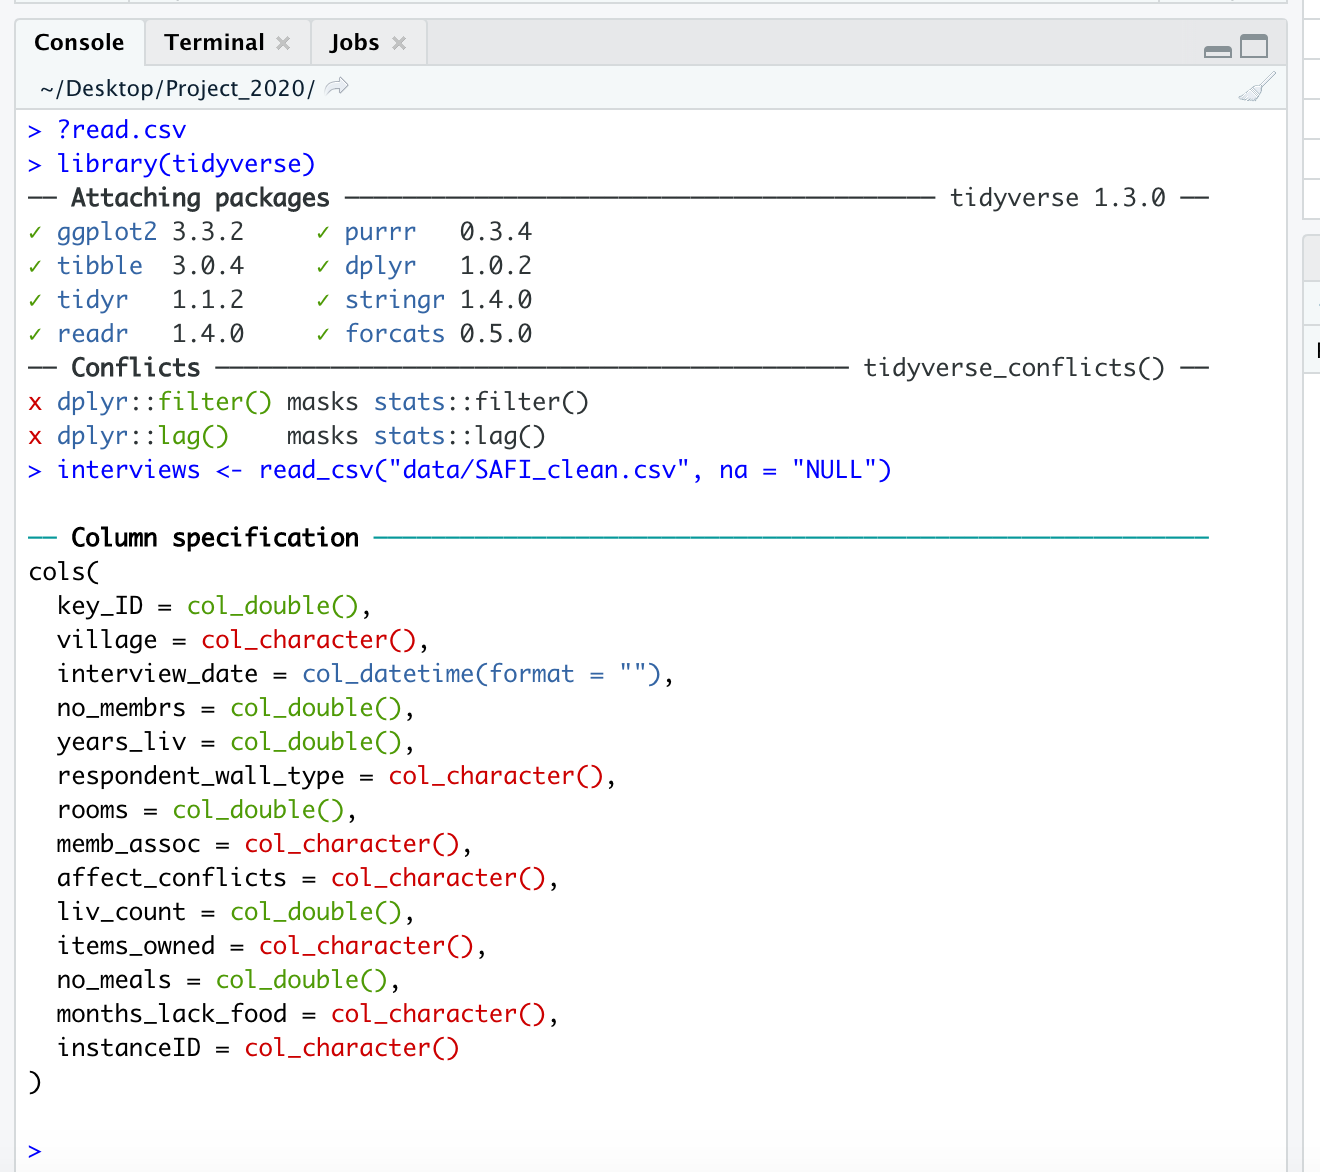 Console Terminal × Jobs ×
~/Desktop/Project_2020/
> ?read.csv
> library(tidyverse)
── Attaching packages ───────────────────────────────────────── tidyverse 1.3.0 ──
✓ ggplot2 3.3.2     ✓ purrr   0.3.4
✓ tibble  3.0.4     ✓ dplyr   1.0.2
✓ tidyr   1.1.2     ✓ stringr 1.4.0
✓ readr   1.4.0     ✓ forcats 0.5.0
── Conflicts ──────────────────────────────────────────── tidyverse_conflicts() ──
x dplyr::filter() masks stats::filter()
x dplyr::lag()    masks stats::lag()
> interviews <- read_csv("data/SAFI_clean.csv", na = "NULL")
── Column specification ──────────────────────────────────────────────────────────
cols(
  key_ID = col_double(),
  village = col_character(),
  interview_date = col_datetime(format = ""),
  no_membrs = col_double(),
  years_liv = col_double(),
  respondent_wall_type = col_character(),
  rooms = col_double(),
  memb_assoc = col_character(),
  affect_conflicts = col_character(),
  liv_count = col_double(),
  items_owned = col_character(),
  no_meals = col_double(),
  months_lack_food = col_character(),
  instanceID = col_character()
)
>